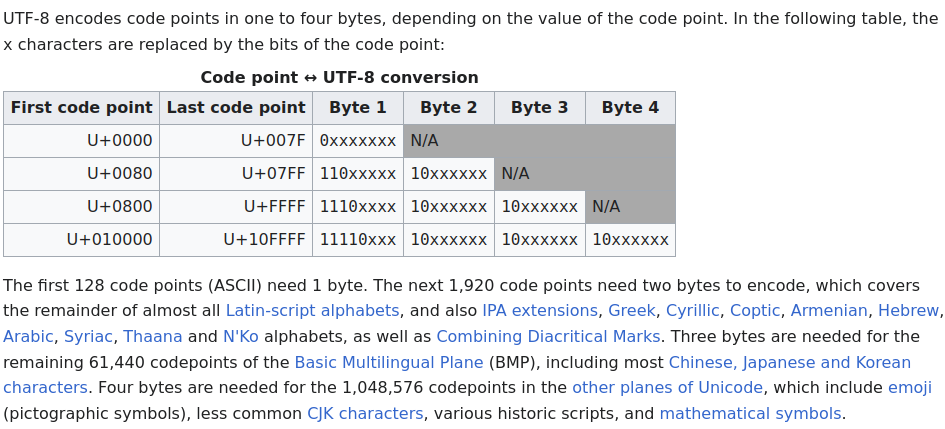 UTF-8 encodes code points in one to four bytes, depending on the value of the code point. In the following table, the
x characters are replaced by the bits of the code point:
Code point ↔ UTF-8 conversion
First code point Last code point Byte 1 Byte 2 Byte 3 Byte 4
U+0000 U+007F 0xxxxxxx N/A
U+0080 U+07FF 110xxxxx 10xxxxxx N/A
U+0800 U+FFFF 1110xxxx 10xxxxxx 10xxxxxx N/A
U+010000 U+10FFFF 11110xxx 10xxxxxx 10xxxxxx 10xxxxxx
The first 128 code points (ASCII) need 1 byte. The next 1,920 code points need two bytes to encode, which covers
the remainder of almost all Latin-script alphabets, and also IPA extensions, Greek, Cyrillic, Coptic, Armenian, Hebrew,
Arabic, Syriac, Thaana and N'Ko alphabets, as well as Combining Diacritical Marks. Three bytes are needed for the
remaining 61,440 codepoints of the Basic Multilingual Plane (BMP), including most Chinese, Japanese and Korean
characters. Four bytes are needed for the 1,048,576 codepoints in the other planes of Unicode, which include emoji
(pictographic symbols), less common CJK characters, various historic scripts, and mathematical symbols.